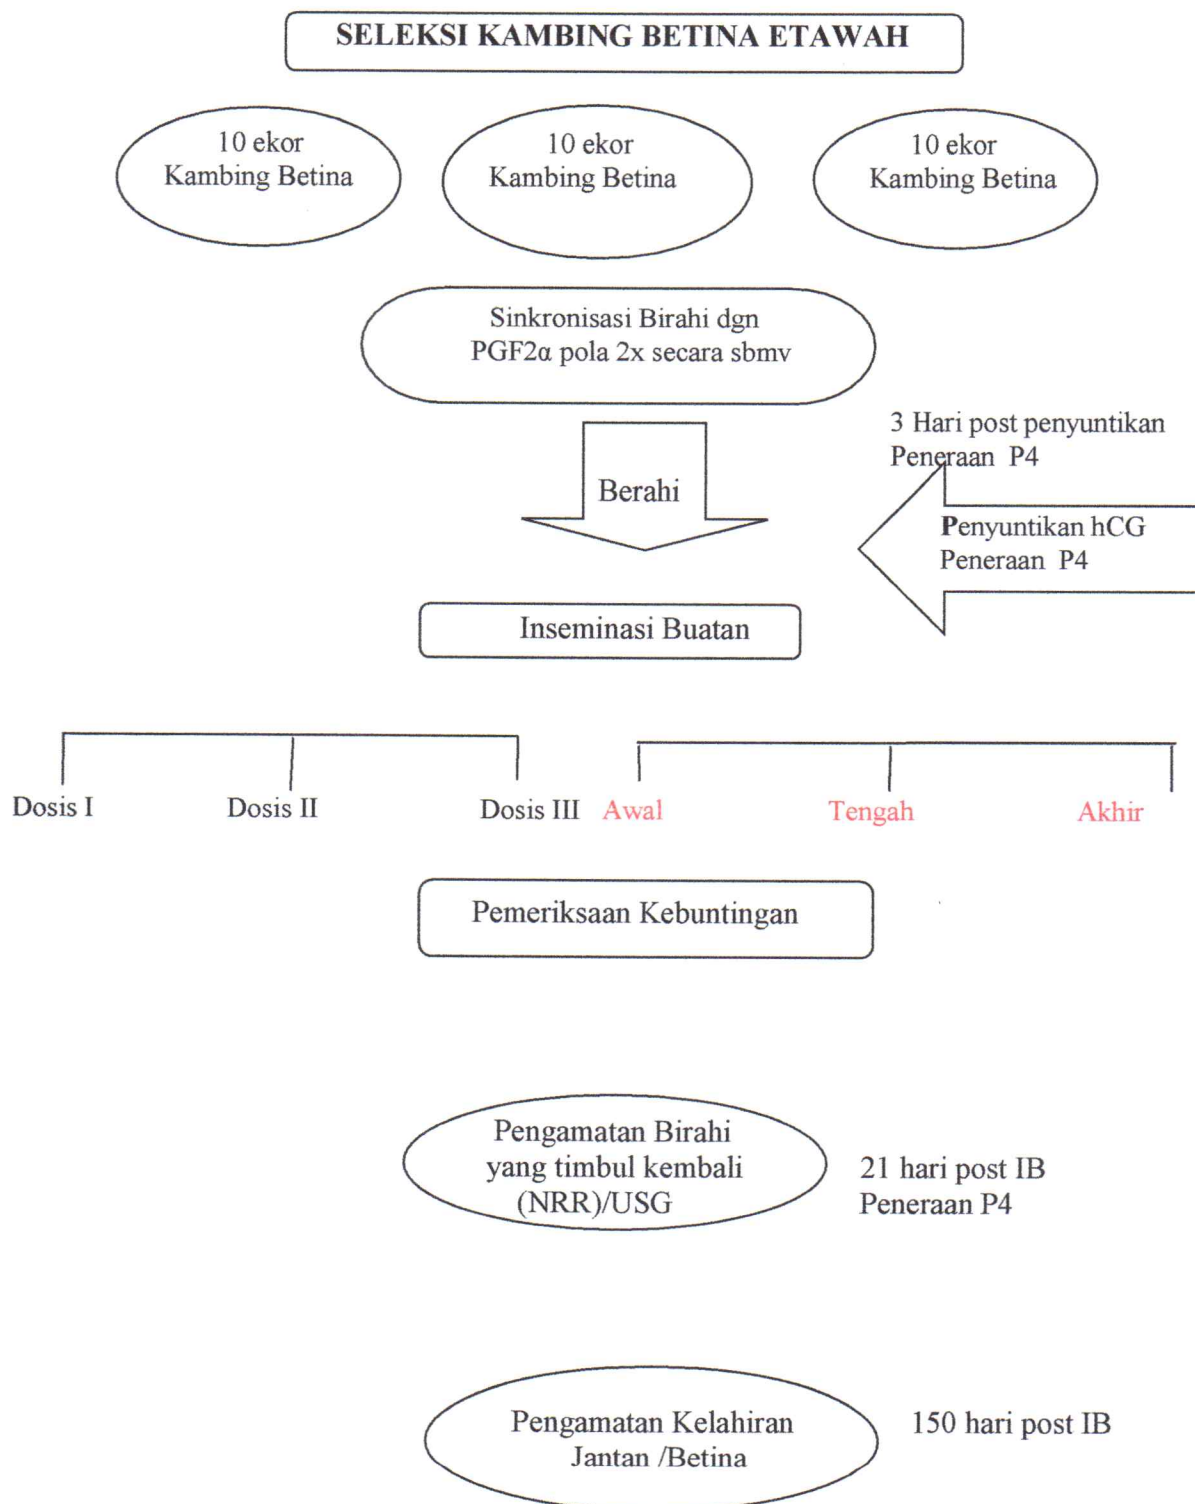 SELEKSI KAMBING BETINA ETAWAH
10 ekor
Kambing Betina
10 ekor
Kambing Betina
10 ekor
Kambing Betina
Sinkronisasi Birahi dgn
PGF2α pola 2x secara sbmv
3 Hari post penyuntikan
Peneraan P4
Berahi
Penyuntikan hCG
Peneraan P4
Inseminasi Buatan
Dosis I
Dosis II
Dosis III
Awal
Tengah
Akhir
Pemeriksaan Kebuntingan
Pengamatan Birahi
yang timbul kembali
(NRR)/USG
21 hari post IB
Peneraan P4
Pengamatan Kelahiran
Jantan /Betina
150 hari post IB